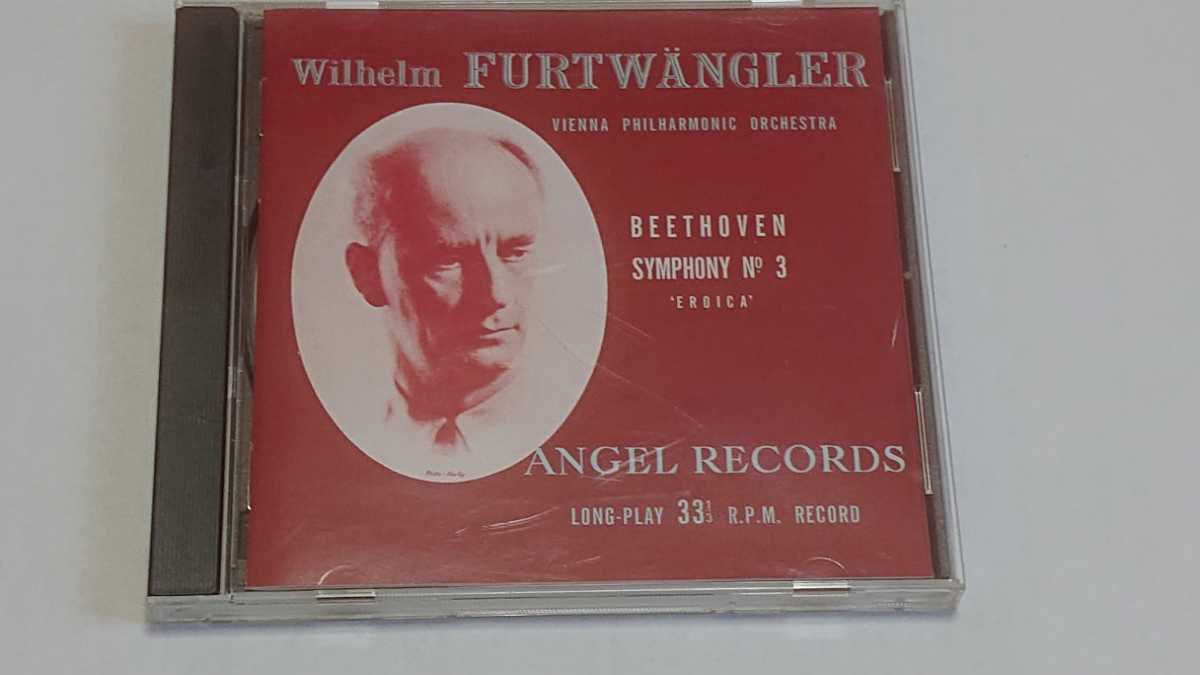 Wilhelm FURTWÄNGLER
VIENNA PHILHARMONIC ORCHESTRA
BEETHOVEN
SYMPHONY Nº 3
'EROICA'
ANGEL RECORDS
LONG-PLAY 33⅓ R.P.M. RECORD